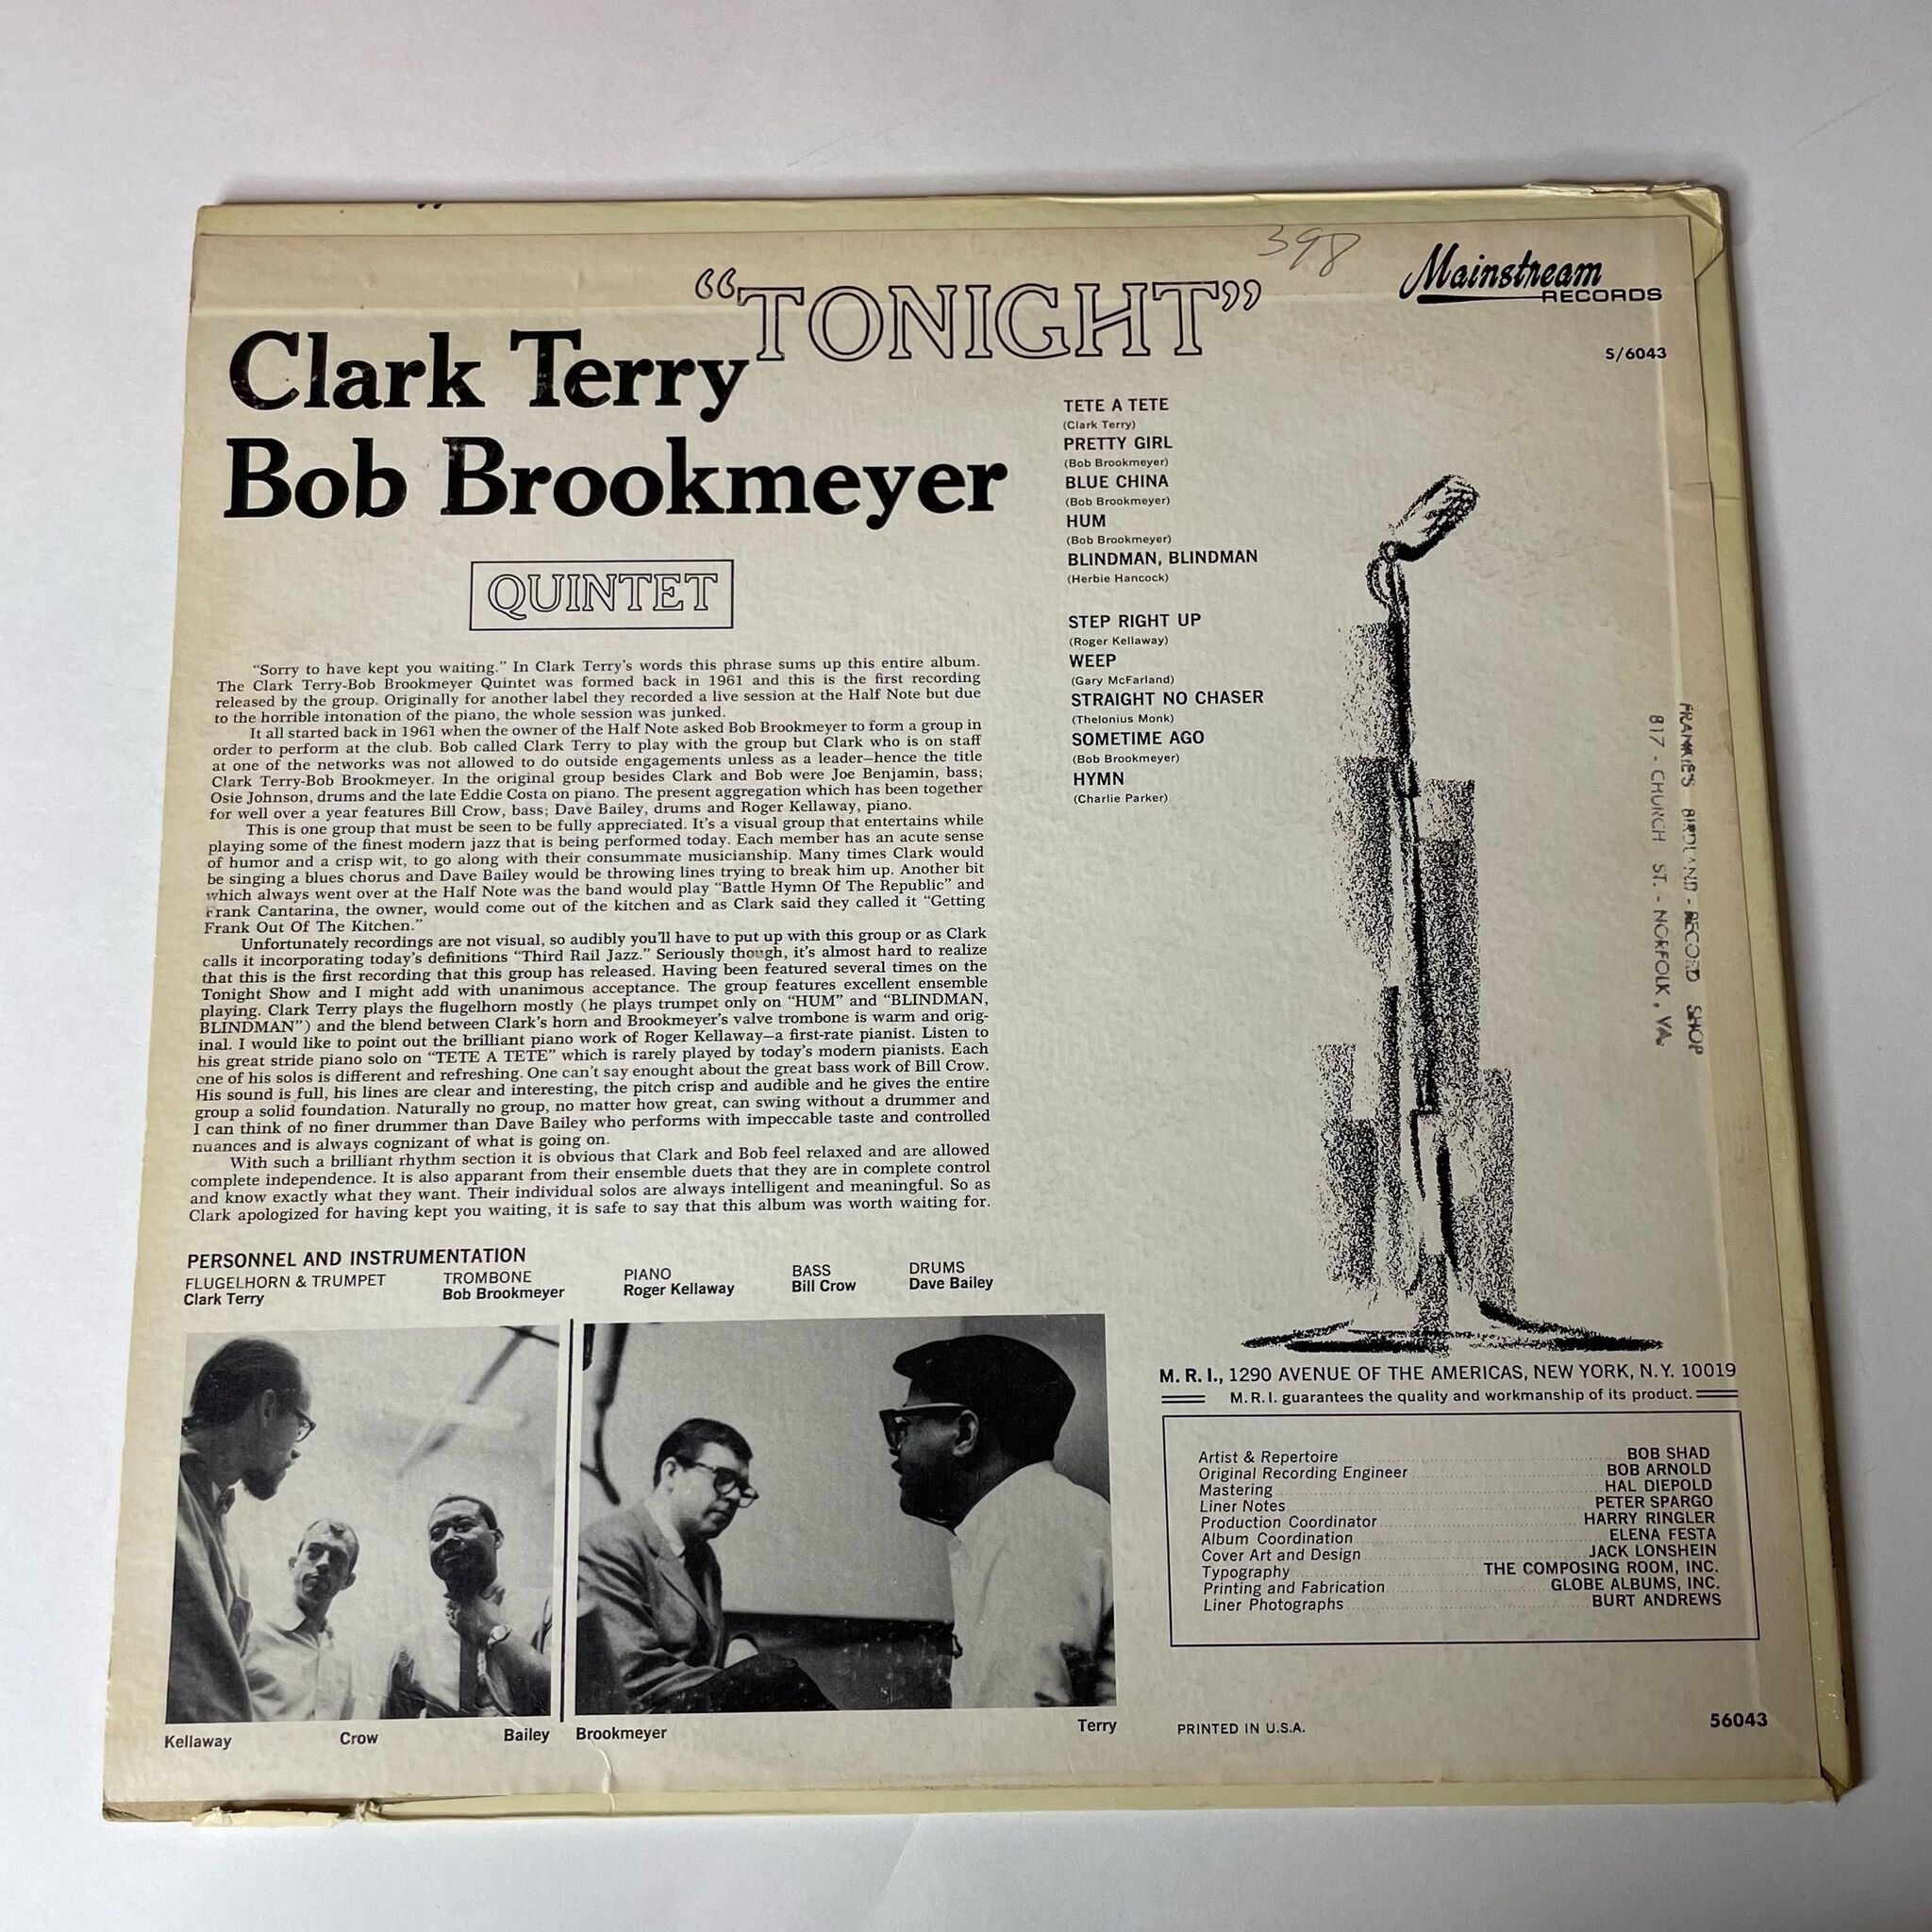 398
Mainstream
RECORDS
S/6043
“TONIGHT”
Clark Terry
Bob Brookmeyer
QUINTET
“Sorry to have kept you waiting.” In Clark Terry’s words this phrase sums up this entire album.
The Clark Terry-Bob Brookmeyer Quintet was formed back in 1961 and this is the first recording
released by the group. Originally for another label they recorded a live session at the Half Note but due
to the horrible intonation of the piano, the whole session was junked.
It all started back in 1961 when the owner of the Half Note asked Bob Brookmeyer to form a group in
order to perform at the club. Bob called Clark Terry to play with the group but Clark who is on staff
at one of the networks was not allowed to do outside engagements unless as a leader—hence the title
Clark Terry-Bob Brookmeyer. In the original group besides Clark and Bob were Joe Benjamin, bass;
Osie Johnson, drums and the late Eddie Costa on piano. The present aggregation which has been together
for well over a year features Bill Crow, bass; Dave Bailey, drums and Roger Kellaway, piano.
This is one group that must be seen to be fully appreciated. It’s a visual group that entertains while
playing some of the finest modern jazz that is being performed today. Each member has an acute sense
of humor and a crisp wit, to go along with their consummate musicianship. Many times Clark would
be singing a blues chorus and Dave Bailey would be throwing lines trying to break him up. Another bit
which always went over at the Half Note was the band would play “Battle Hymn Of The Republic” and
Frank Cantarina, the owner, would come out of the kitchen and as Clark said they called it “Getting
Frank Out Of The Kitchen.”
Unfortunately recordings are not visual, so audibly you’ll have to put up with this group or as Clark
calls it incorporating today’s definitions “Third Rail Jazz.” Seriously though, it’s almost hard to realize
that this is the first recording that this group has released. Having been featured several times on the
Tonight Show and I might add with unanimous acceptance. The group features excellent ensemble
playing. Clark Terry plays the flugelhorn mostly (he plays trumpet only on “HUM” and “BLINDMAN,
BLINDMAN”) and the blend between Clark’s horn and Brookmeyer’s valve trombone is warm and orig-
inal. I would like to point out the brilliant piano work of Roger Kellaway—a first-rate pianist. Listen to
his great stride piano solo on “TETE A TETE” which is rarely played by today’s modern pianists. Each
one of his solos is different and refreshing. One can’t say enought about the great bass work of Bill Crow.
His sound is full, his lines are clear and interesting, the pitch crisp and audible and he gives the entire
group a solid foundation. Naturally no group, no matter how great, can swing without a drummer and
I can think of no finer drummer than Dave Bailey who performs with impeccable taste and controlled
nuances and is always cognizant of what is going on.
With such a brilliant rhythm section it is obvious that Clark and Bob feel relaxed and are allowed
complete independence. It is also apparant from their ensemble duets that they are in complete control
and know exactly what they want. Their individual solos are always intelligent and meaningful. So as
Clark apologized for having kept you waiting, it is safe to say that this album was worth waiting for.
PERSONNEL AND INSTRUMENTATION
FLUGELHORN & TRUMPET TROMBONE PIANO BASS DRUMS
Clark Terry Bob Brookmeyer Roger Kellaway Bill Crow Dave Bailey
Kellaway Crow Bailey Brookmeyer Terry
TETE A TETE
(Clark Terry)
PRETTY GIRL
(Bob Brookmeyer)
BLUE CHINA
(Bob Brookmeyer)
HUM
(Bob Brookmeyer)
BLINDMAN, BLINDMAN
(Herbie Hancock)
STEP RIGHT UP
(Roger Kellaway)
WEEP
(Gary McFarland)
STRAIGHT NO CHASER
(Thelonius Monk)
SOMETIME AGO
(Bob Brookmeyer)
HYMN
(Charlie Parker)
FRANKIE'S BIRDLAND - RECORD SHOP
817 - CHURCH ST. - NORFOLK, VA.
M. R. I., 1290 AVENUE OF THE AMERICAS, NEW YORK, N.Y. 10019
M. R. I. guarantees the quality and workmanship of its product.
Artist & Repertoire BOB SHAD
Original Recording Engineer BOB ARNOLD
Mastering HAL DIEPOLD
Liner Notes PETER SPARGO
Production Coordinator HARRY RINGLER
Album Coordination ELENA FESTA
Cover Art and Design JACK LONSHEIN
Typography THE COMPOSING ROOM, INC.
Printing and Fabrication GLOBE ALBUMS, INC.
Liner Photographs BURT ANDREWS
PRINTED IN U.S.A.
56043